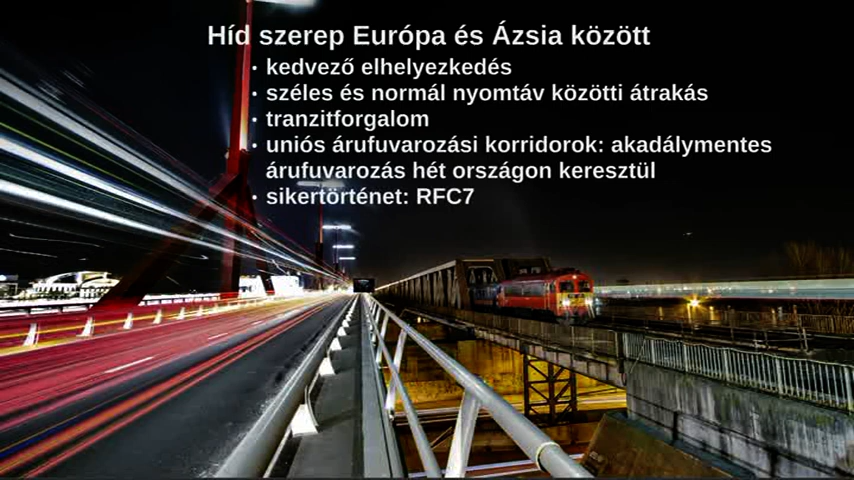 Híd szerep Európa és Ázsia között
• kedvező elhelyezkedés
• széles és normál nyomtáv közötti átrakás
• tranzitforgalom
• uniós árufuvarozási korridorok: akadálymentes
árufuvarozás hét országon keresztül
• sikertörténet: RFC7